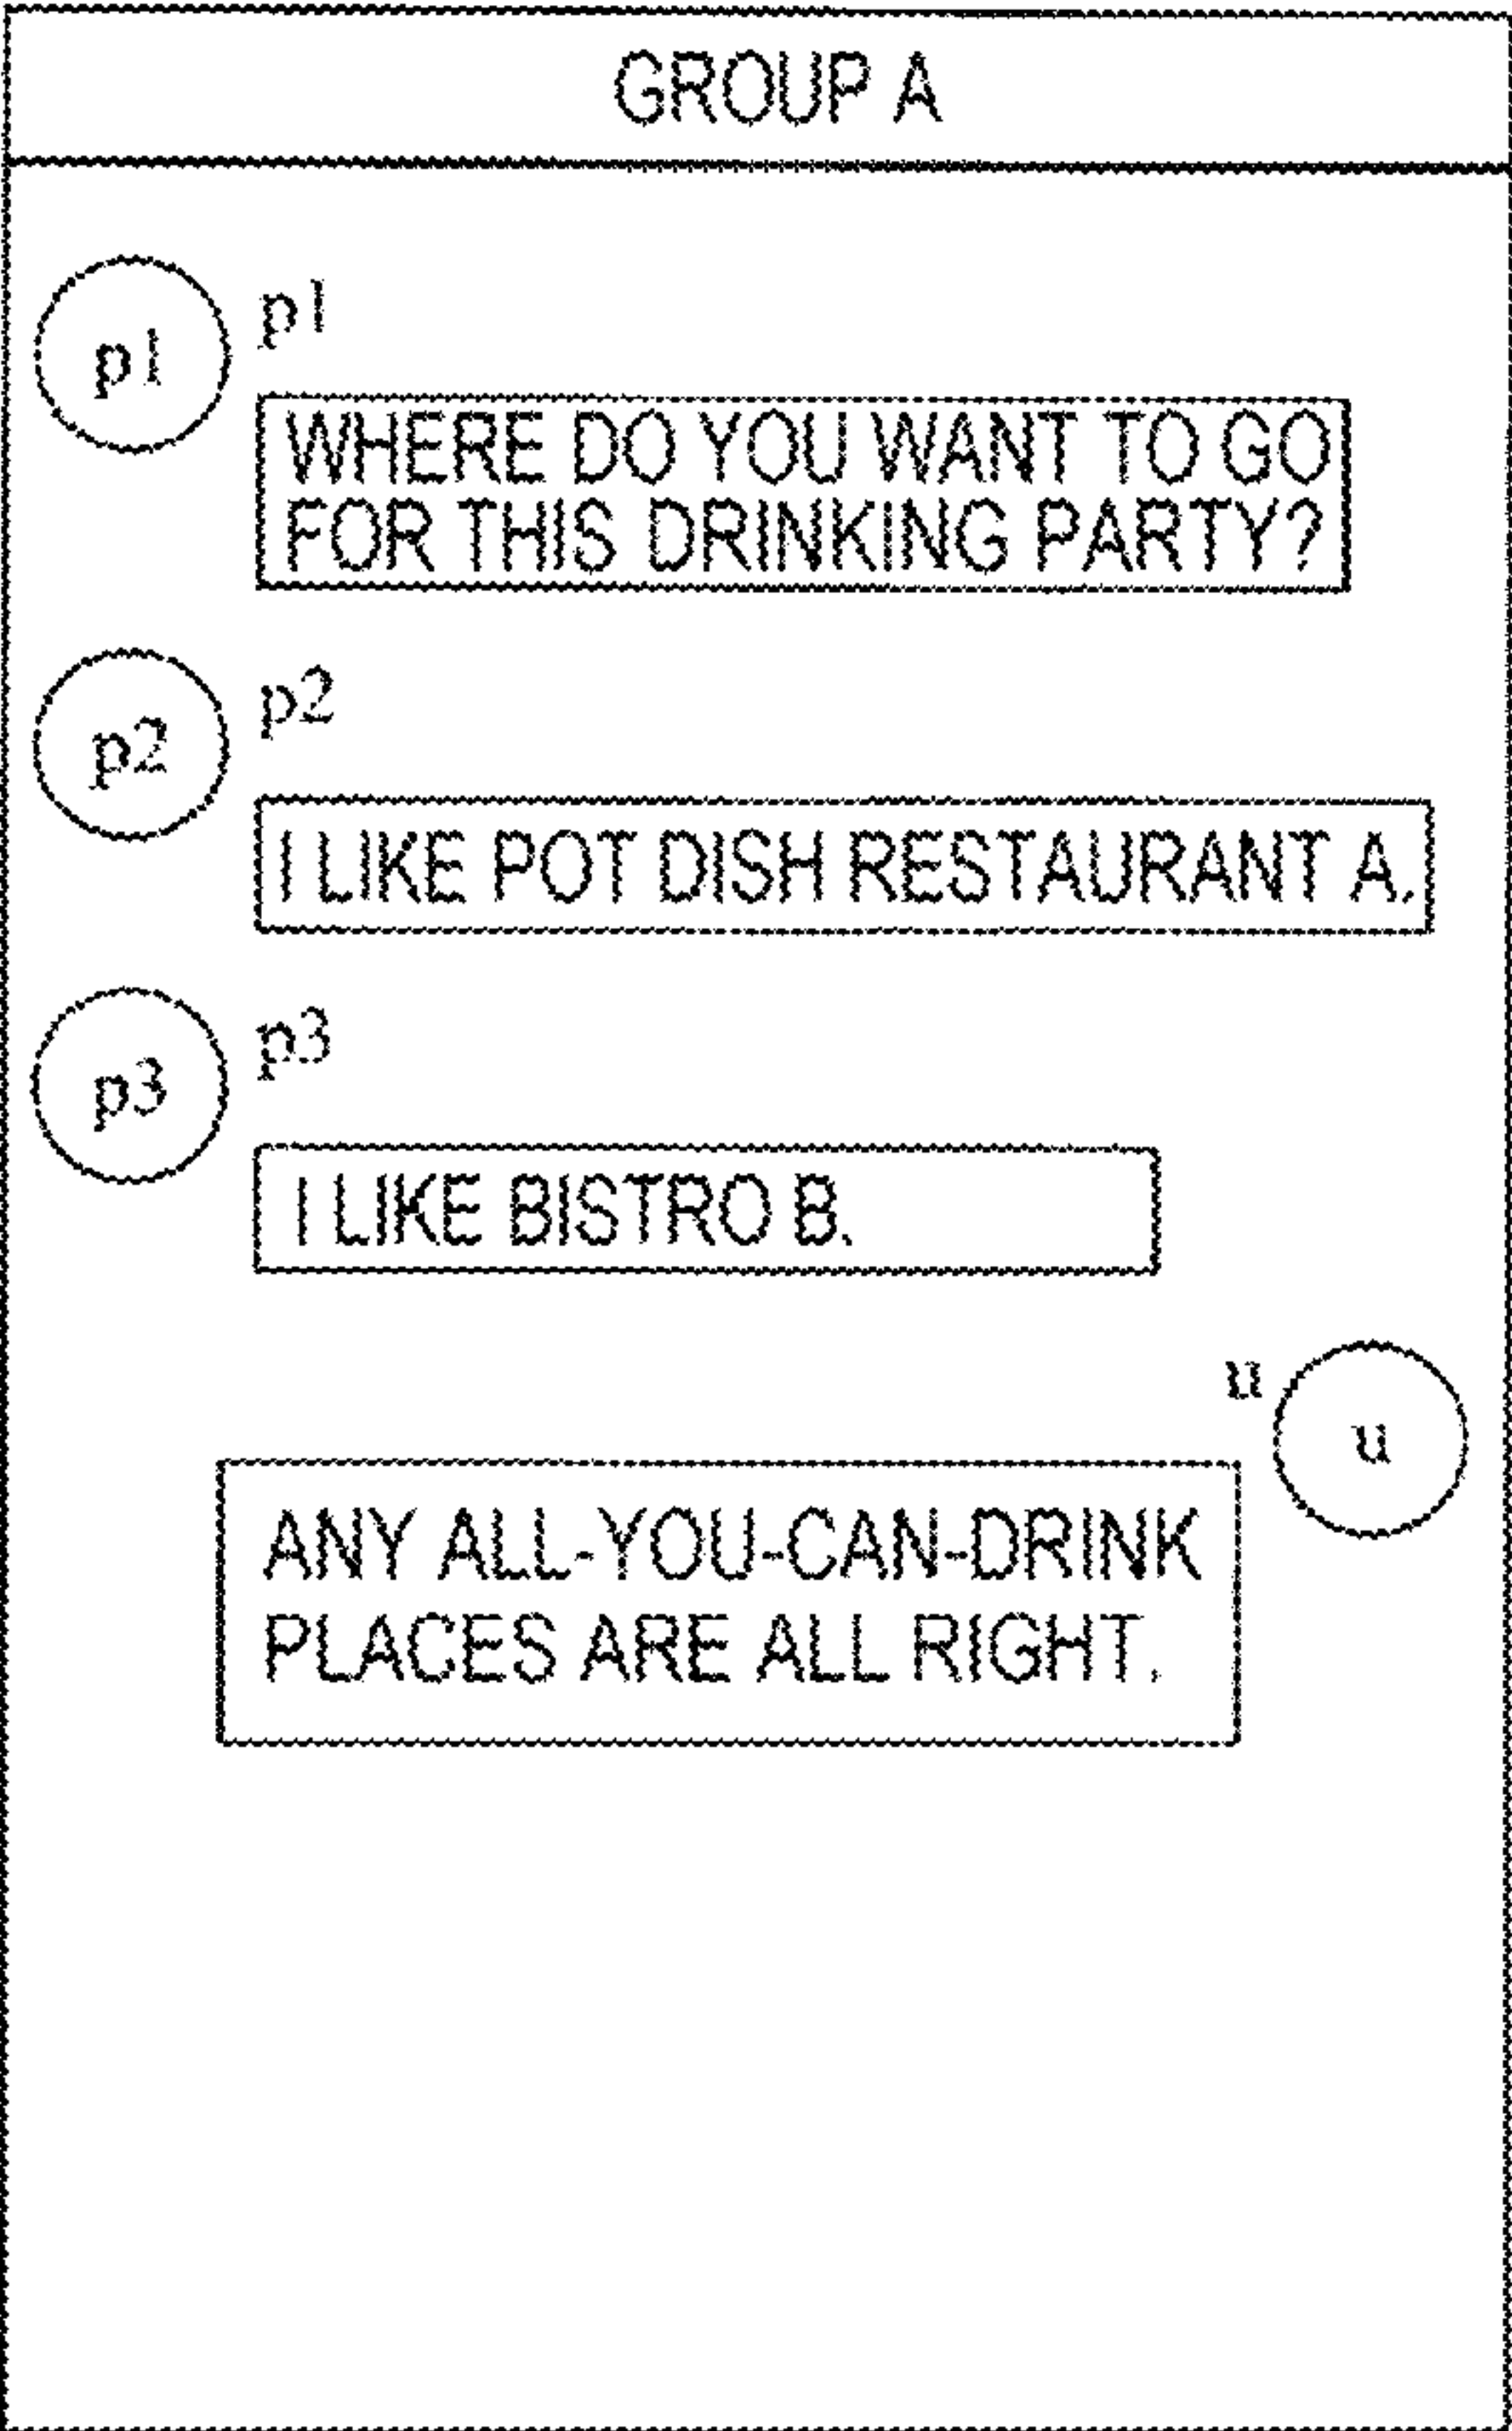 GROUP A
p1
p1
WHERE DO YOU WANT TO GO
FOR THIS DRINKING PARTY?
p2
p2
I LIKE POT DISH RESTAURANT A.
p3
p3
I LIKE BISTRO B.
u
u
ANY ALL-YOU-CAN-DRINK
PLACES ARE ALL RIGHT.